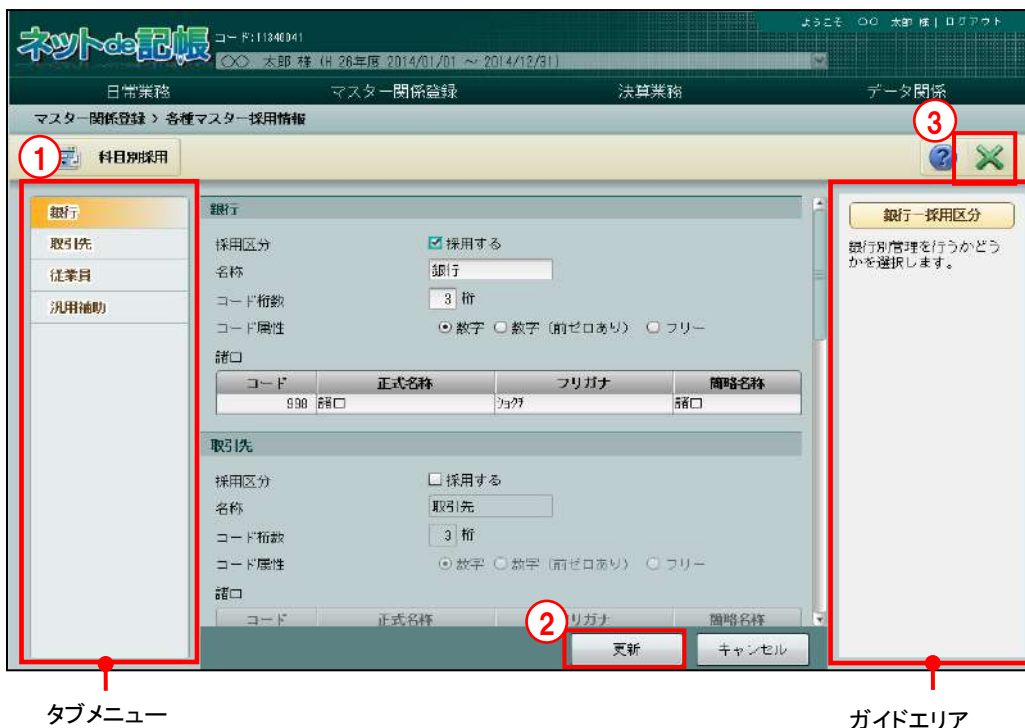 ようこそ 〇〇 太郎 様 | ログアウト
ネットde記帳 コード:11340041
〇〇 太郎 様 (H 26年度 2014/01/01 ～ 2014/12/31)
日常業務 マスター関係登録 決算業務 データ関係
マスター関係登録 > 各種マスター採用情報
③
① 科目別採用 ?
銀行
取引先
従業員
汎用補助
銀行
採用区分 採用する
名称 銀行
コード桁数 3 桁
コード属性 数字 数字（前ゼロあり） フリー
諸口
コード 正式名称 フリガナ 簡略名称
998 諸口 ｼｮｸﾁ 諸口
取引先
採用区分 採用する
名称 取引先
コード桁数 3 桁
コード属性 数字 数字（前ゼロあり） フリー
諸口
コード 正式名称 フリガナ 簡略名称
②
更新 キャンセル
銀行－採用区分
銀行別管理を行うかどう
かを選択します。
タブメニュー
ガイドエリア